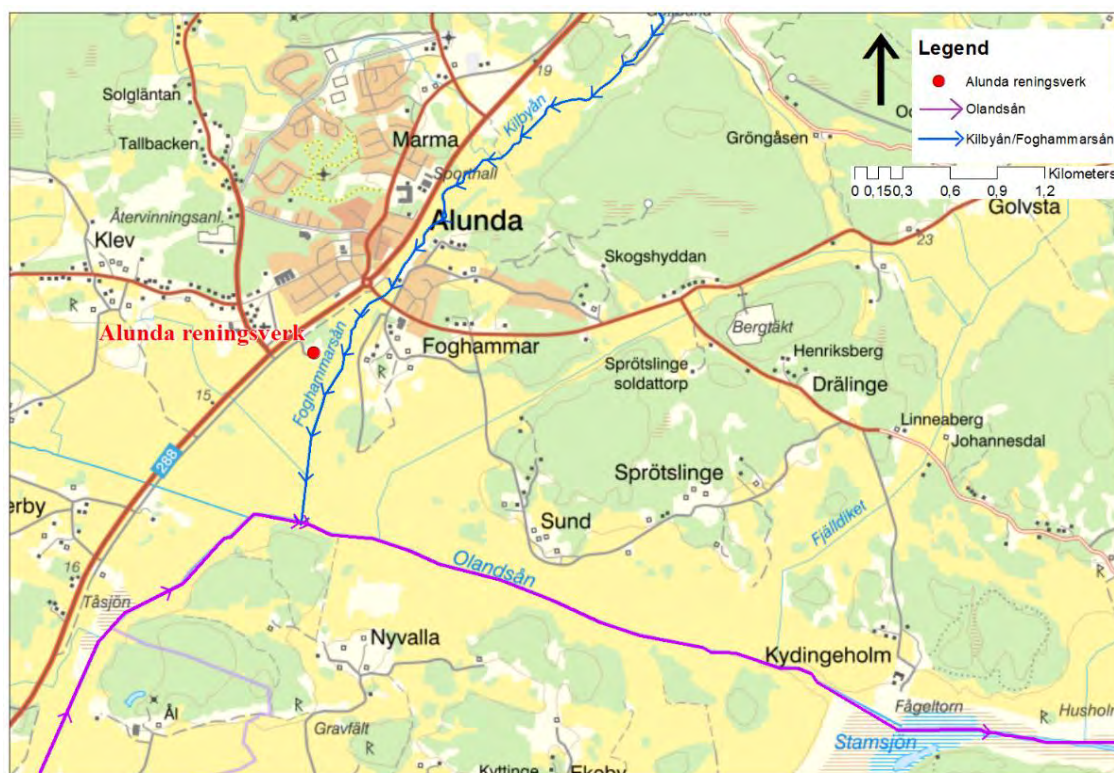 Legend
Alunda reningsverk
Olandsån
Kilbyån/Foghammarsån
Kilometers
0 0,15 0,3 0,6 0,9 1,2
19
Solgläntan
Tallbacken
Marma
Kilbyån
Sporthall
Gröngåsen
Återvinningsanl.
Klev
Alunda
Golvsta
23
Skogshyddan
Alunda reningsverk
Foghammarsån
Foghammar
Bergtäkt
Sprötslinge
soldattorp
Henriksberg
Drälinge
15
R
R
288
Linneaberg
Johannesdal
erby
Sprötslinge
Sund
Fjälldiket
16
Tåsjön
Olandsån
Nyvalla
Kydingeholm
Ål
R
R
Gravfält
Fågeltorn
Husholm
R
Stamsjön
Kyttinge
Ekeby